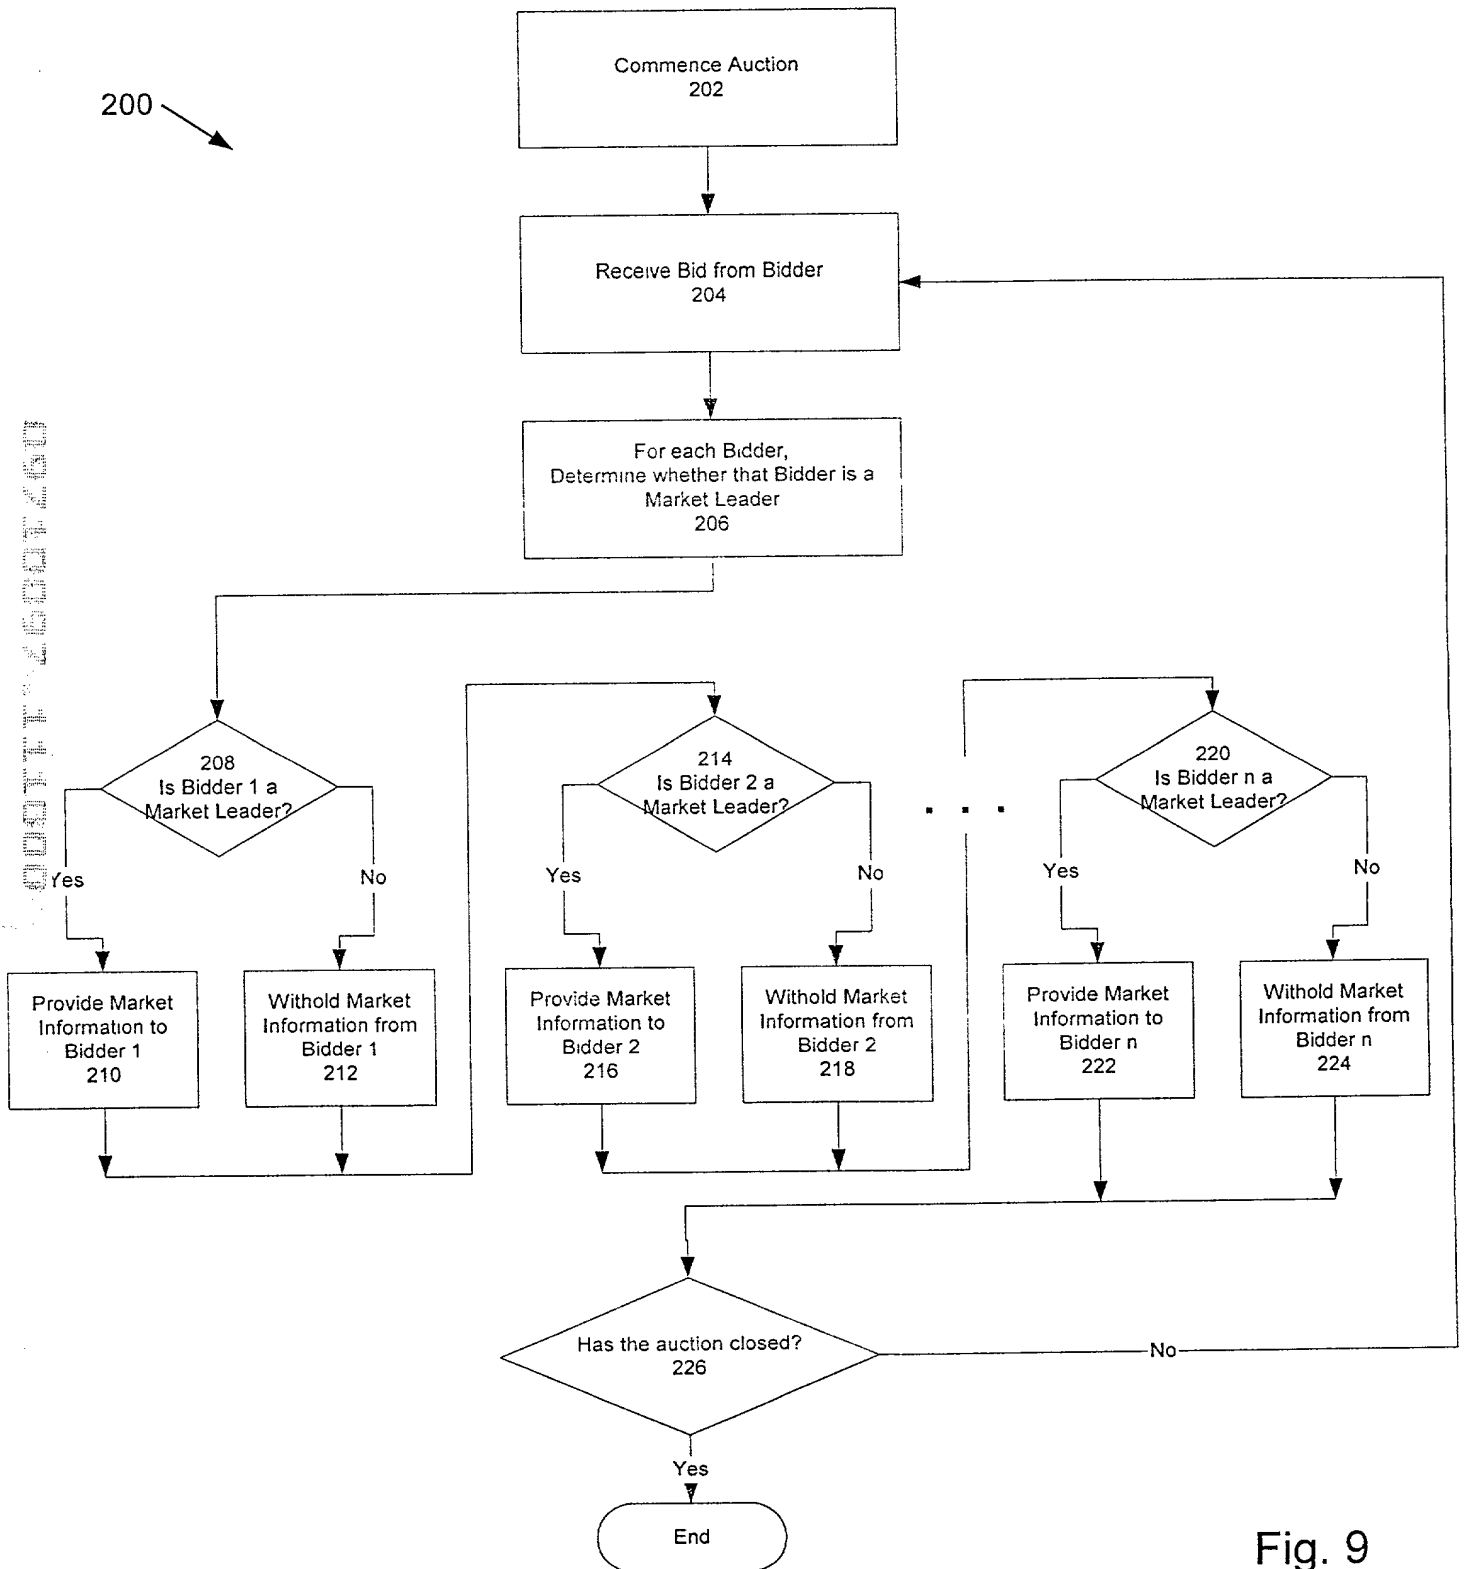 200
Commence Auction
202
Receive Bid from Bidder
204
For each Bidder,
Determine whether that Bidder is a
Market Leader
206
208
Is Bidder 1 a
Market Leader?
Yes
No
214
Is Bidder 2 a
Market Leader?
Yes
No
. . .
220
Is Bidder n a
Market Leader?
Yes
No
Provide Market
Information to
Bidder 1
210
Withold Market
Information from
Bidder 1
212
Provide Market
Information to
Bidder 2
216
Withold Market
Information from
Bidder 2
218
Provide Market
Information to
Bidder n
222
Withold Market
Information from
Bidder n
224
Has the auction closed?
226
No
Yes
End
Fig. 9